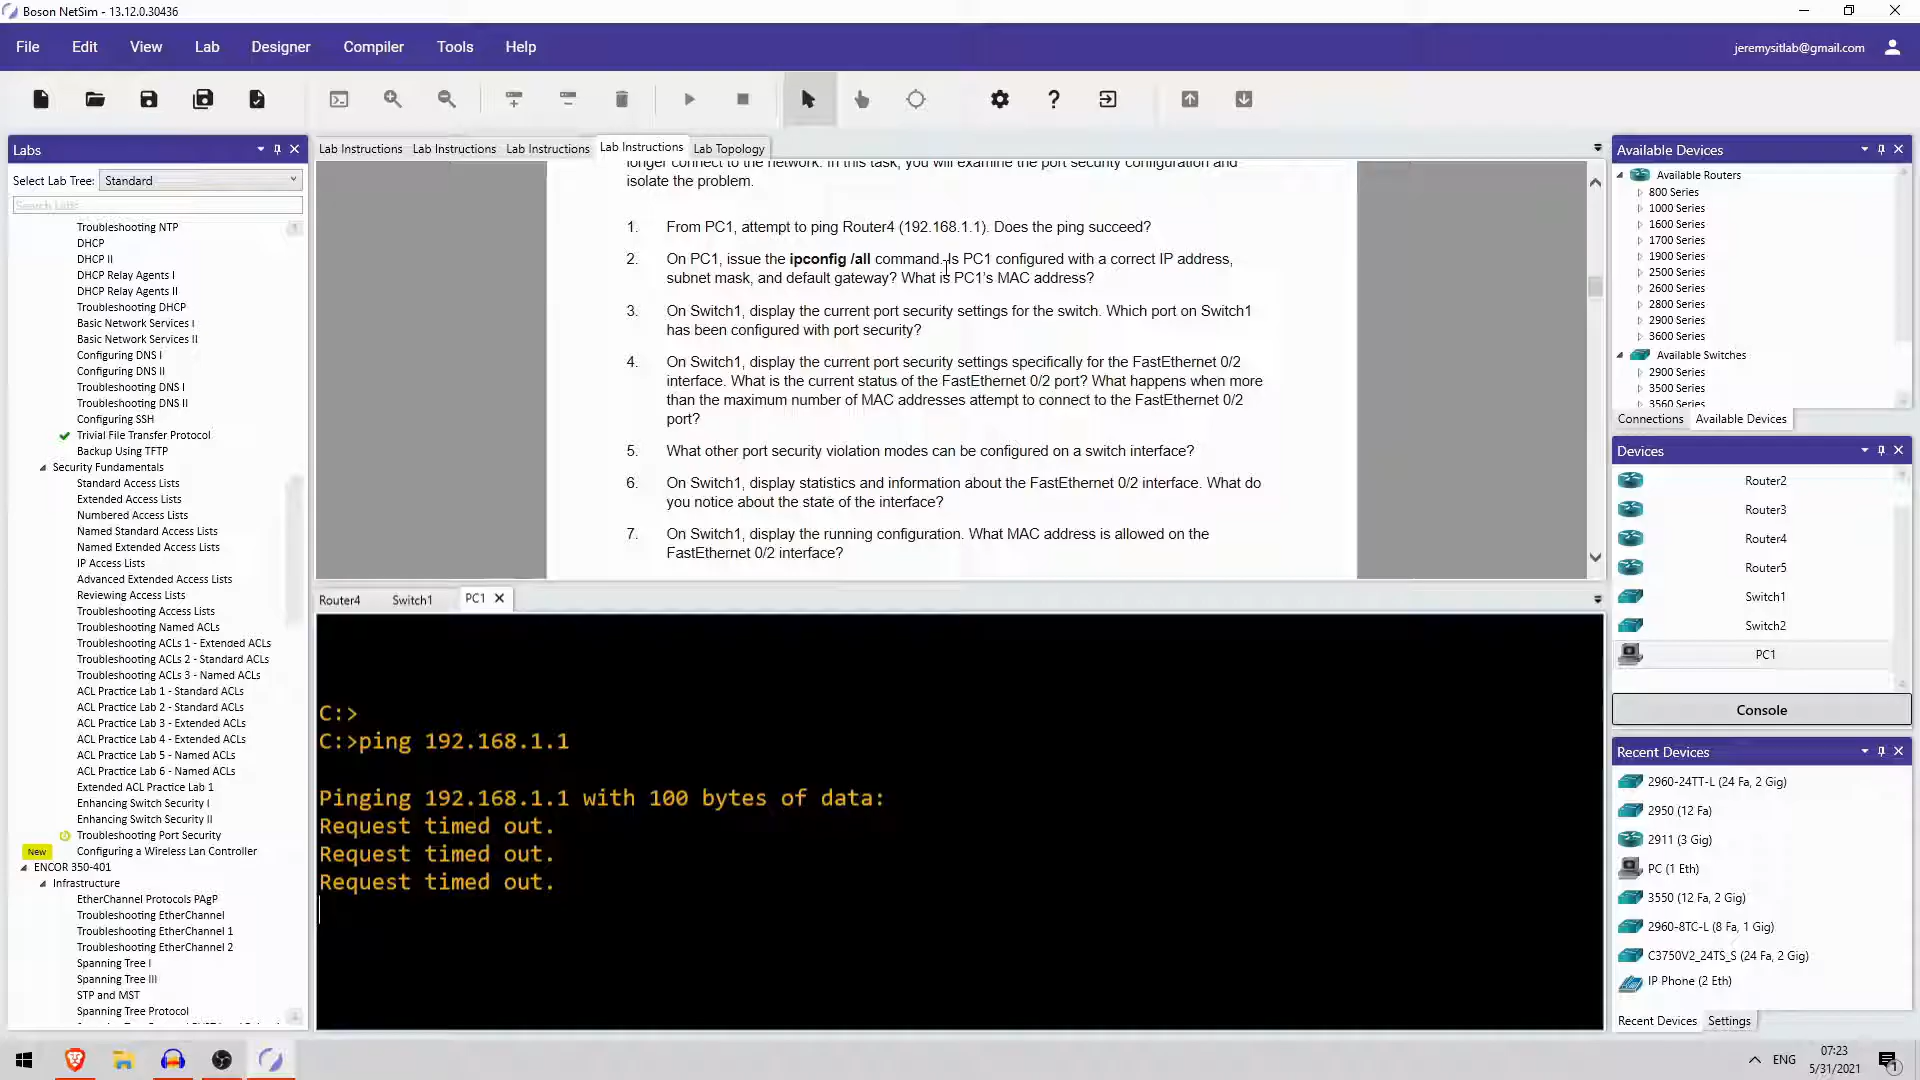 Boson NetSim - 13.12.0.30436
File Edit View Lab Designer Compiler Tools Help
jeremysitlab@gmail.com
Labs
Select Lab Tree: Standard
Search Labs
Troubleshooting NTP
DHCP
DHCP II
DHCP Relay Agents I
DHCP Relay Agents II
Troubleshooting DHCP
Basic Network Services I
Basic Network Services II
Configuring DNS I
Configuring DNS II
Troubleshooting DNS I
Troubleshooting DNS II
Configuring SSH
Trivial File Transfer Protocol
Backup Using TFTP
Security Fundamentals
Standard Access Lists
Extended Access Lists
Numbered Access Lists
Named Standard Access Lists
Named Extended Access Lists
IP Access Lists
Advanced Extended Access Lists
Reviewing Access Lists
Troubleshooting Access Lists
Troubleshooting Named ACLs
Troubleshooting ACLs 1 - Extended ACLs
Troubleshooting ACLs 2 - Standard ACLs
Troubleshooting ACLs 3 - Named ACLs
ACL Practice Lab 1 - Standard ACLs
ACL Practice Lab 2 - Standard ACLs
ACL Practice Lab 3 - Extended ACLs
ACL Practice Lab 4 - Extended ACLs
ACL Practice Lab 5 - Named ACLs
ACL Practice Lab 6 - Named ACLs
Extended ACL Practice Lab 1
Enhancing Switch Security I
Enhancing Switch Security II
Troubleshooting Port Security
New Configuring a Wireless Lan Controller
ENCOR 350-401
Infrastructure
EtherChannel Protocols PAgP
Troubleshooting EtherChannel
Troubleshooting EtherChannel 1
Troubleshooting EtherChannel 2
Spanning Tree I
Spanning Tree III
STP and MST
Spanning Tree Protocol
Lab Instructions Lab Instructions Lab Instructions Lab Instructions Lab Topology
longer connect to the network. In this task, you will examine the port security configuration and
isolate the problem.
1. From PC1, attempt to ping Router4 (192.168.1.1). Does the ping succeed?
2. On PC1, issue the ipconfig /all command. Is PC1 configured with a correct IP address,
subnet mask, and default gateway? What is PC1’s MAC address?
3. On Switch1, display the current port security settings for the switch. Which port on Switch1
has been configured with port security?
4. On Switch1, display the current port security settings specifically for the FastEthernet 0/2
interface. What is the current status of the FastEthernet 0/2 port? What happens when more
than the maximum number of MAC addresses attempt to connect to the FastEthernet 0/2
port?
5. What other port security violation modes can be configured on a switch interface?
6. On Switch1, display statistics and information about the FastEthernet 0/2 interface. What do
you notice about the state of the interface?
7. On Switch1, display the running configuration. What MAC address is allowed on the
FastEthernet 0/2 interface?
Router4 Switch1 PC1
C:>
C:>ping 192.168.1.1
Pinging 192.168.1.1 with 100 bytes of data:
Request timed out.
Request timed out.
Request timed out.
Available Devices
Available Routers
800 Series
1000 Series
1600 Series
1700 Series
1900 Series
2500 Series
2600 Series
2800 Series
2900 Series
3600 Series
Available Switches
2900 Series
3500 Series
3560 Series
Connections Available Devices
Devices
Router2
Router3
Router4
Router5
Switch1
Switch2
PC1
Console
Recent Devices
2960-24TT-L (24 Fa, 2 Gig)
2950 (12 Fa)
2911 (3 Gig)
PC (1 Eth)
3550 (12 Fa, 2 Gig)
2960-8TC-L (8 Fa, 1 Gig)
C3750V2_24TS_S (24 Fa, 2 Gig)
IP Phone (2 Eth)
Recent Devices Settings
ENG
07:23
5/31/2021
1